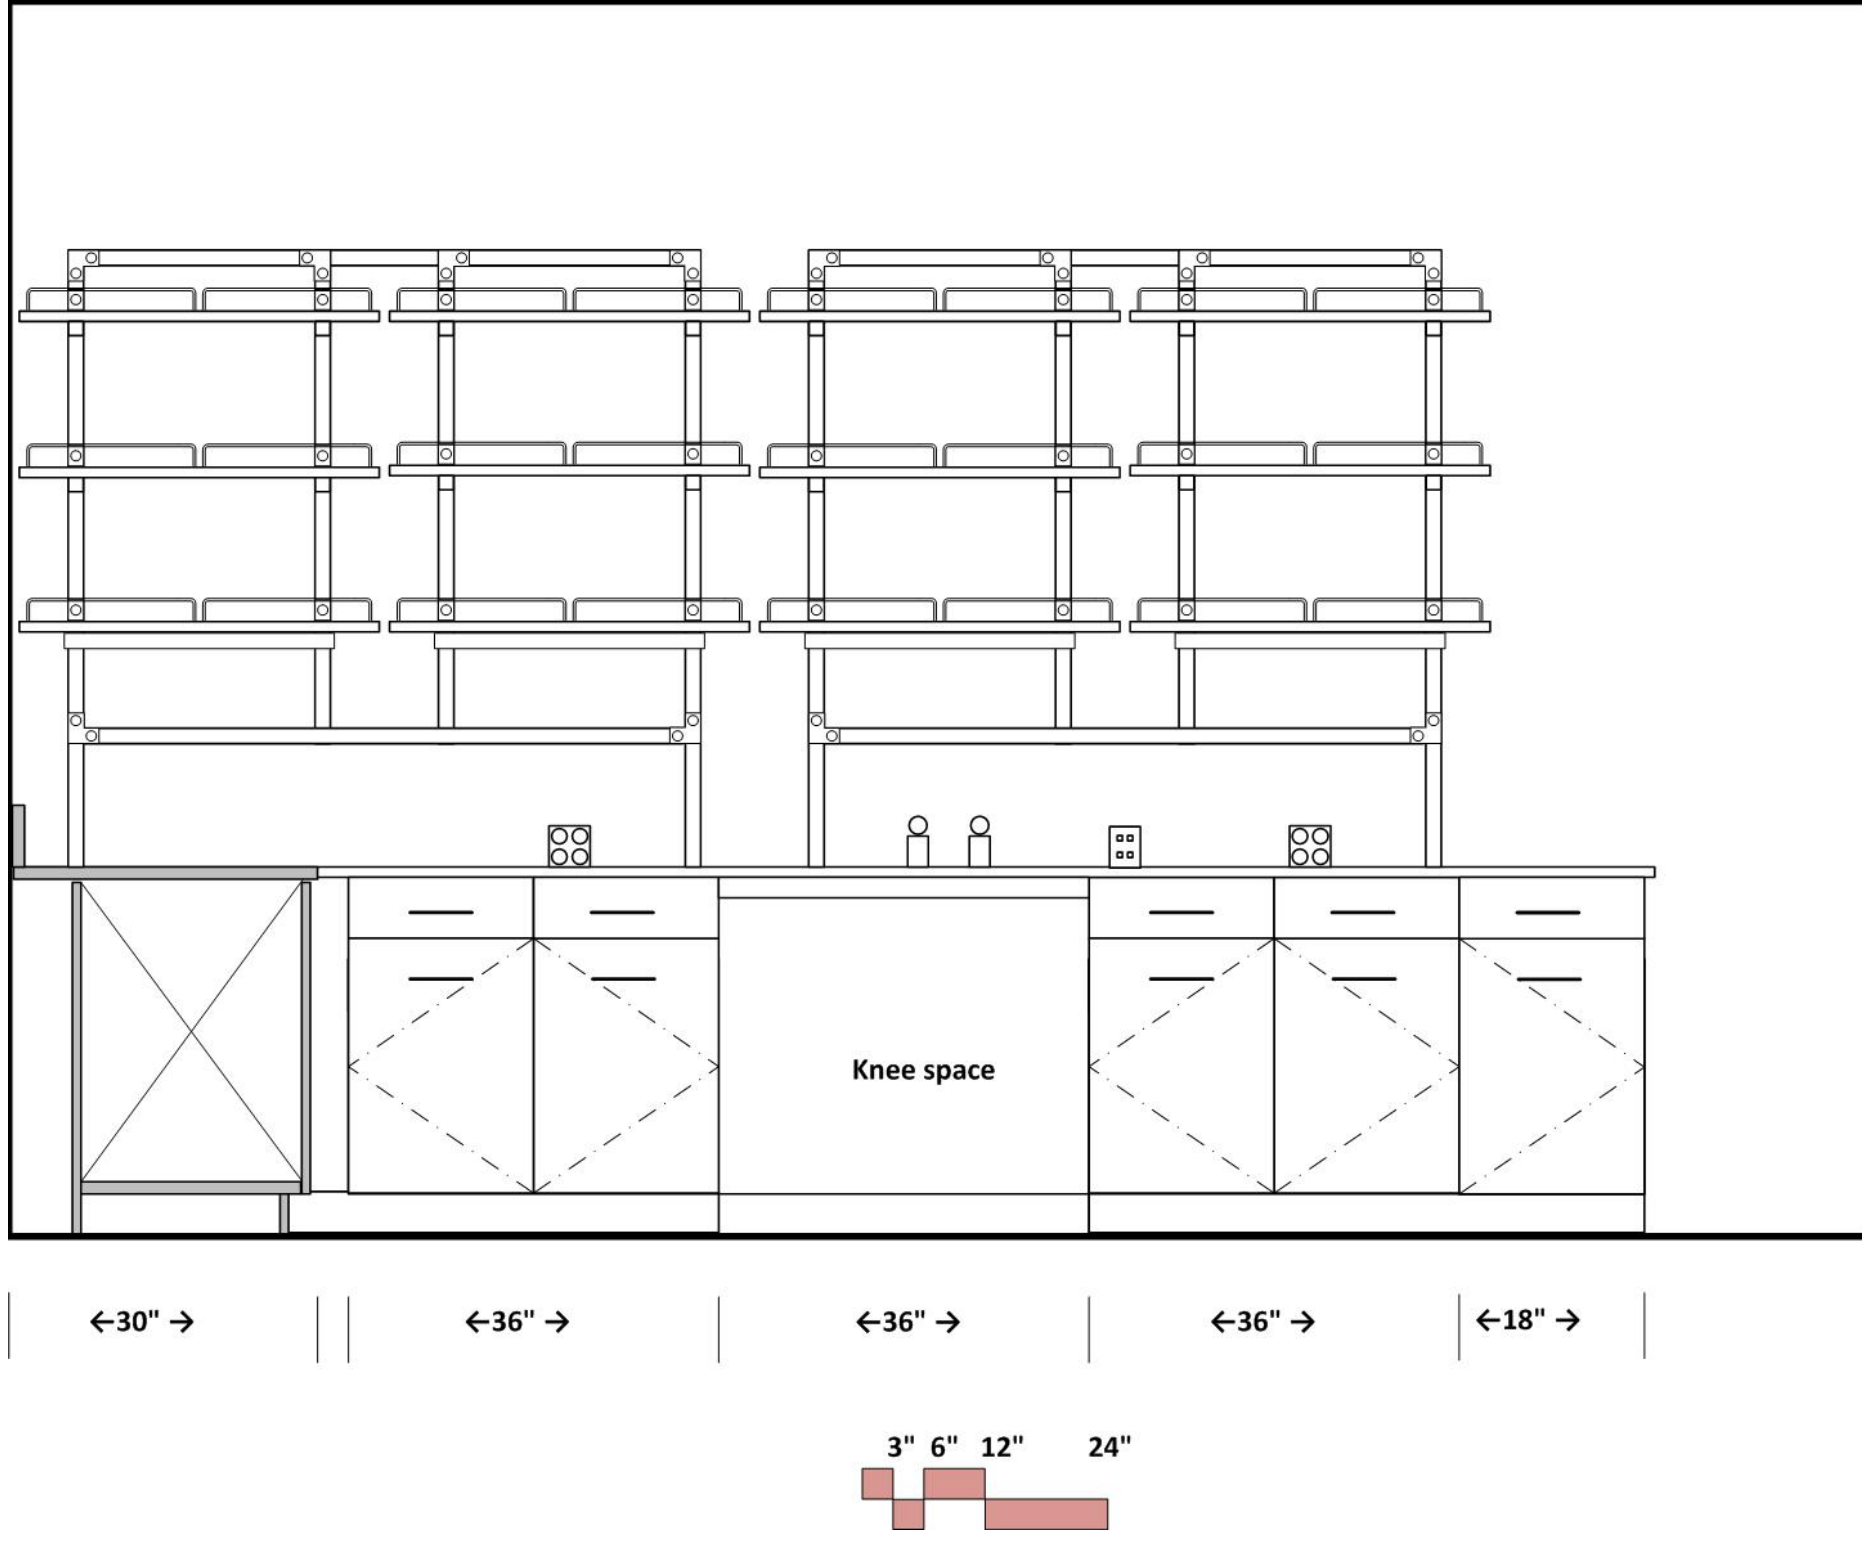 Knee space
←30" →
←36" →
←36" →
←36" →
←18" →
3" 6" 12" 24"